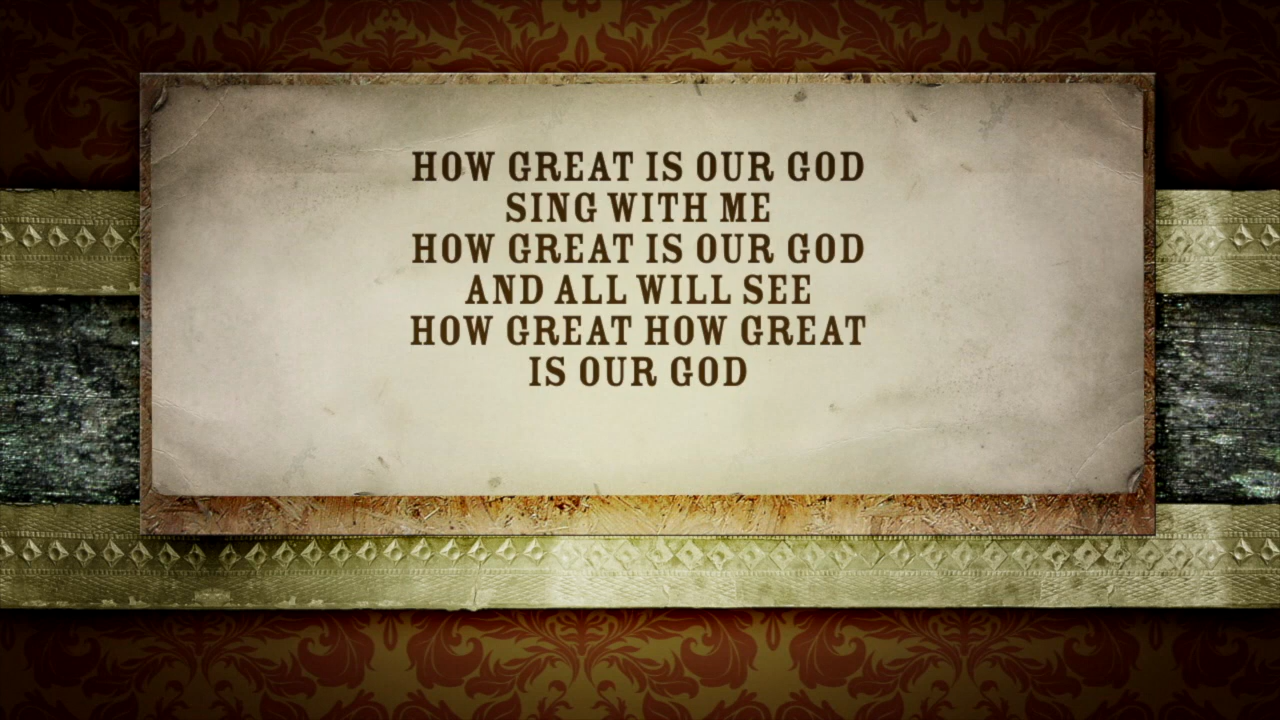 HOW GREAT IS OUR GOD
SING WITH ME
HOW GREAT IS OUR GOD
AND ALL WILL SEE
HOW GREAT HOW GREAT
IS OUR GOD